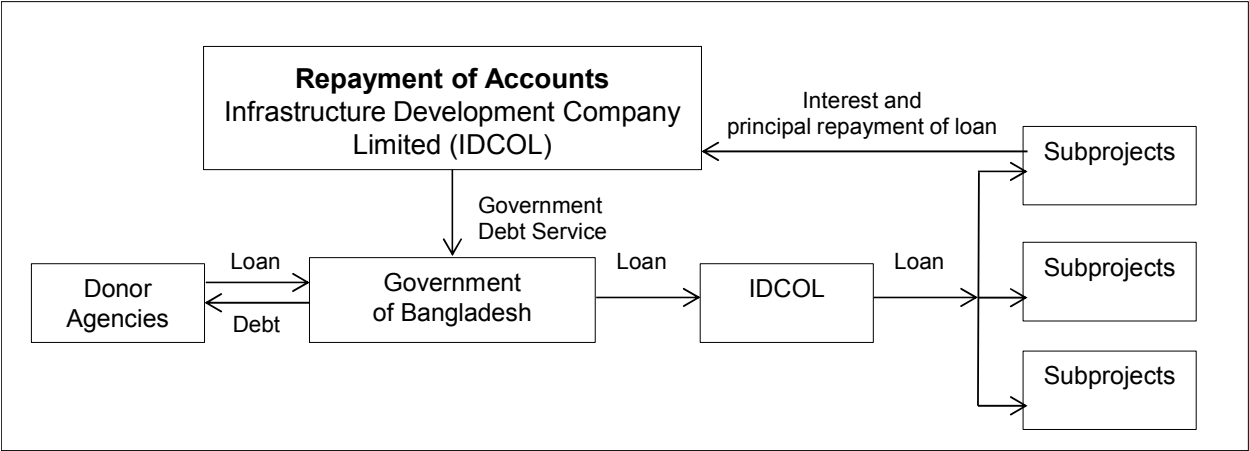 Repayment of Accounts
Infrastructure Development Company
Limited (IDCOL)
Interest and
principal repayment of loan
Subprojects
Government
Debt Service
Donor
Agencies
Loan
Debt
Government
of Bangladesh
Loan
IDCOL
Loan
Subprojects
Subprojects